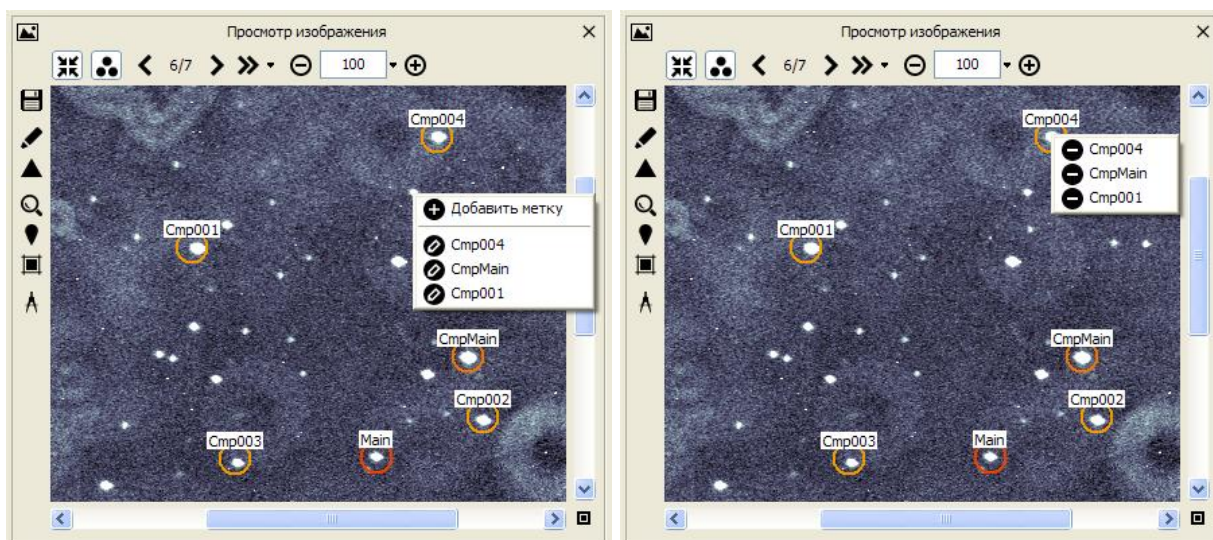 Просмотр изображения
6/7
100
Cmp004
Добавить метку
Cmp004
CmpMain
Cmp001
Cmp001
CmpMain
Cmp002
Cmp003
Main
Просмотр изображения
6/7
100
Cmp004
Cmp004
CmpMain
Cmp001
Cmp001
CmpMain
Cmp002
Cmp003
Main